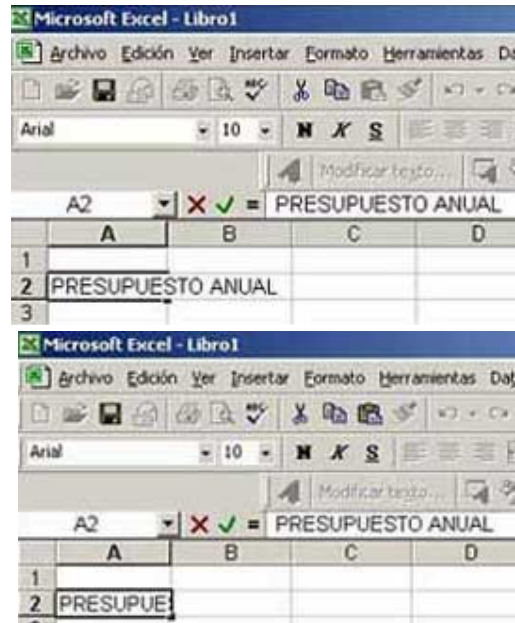 Microsoft Excel - Libro1
Archivo Edición Ver Insertar Formato Herramientas Da
Arial 10 N K S
Modificar texto...
A2 = PRESUPUESTO ANUAL
A B C D
1
2 PRESUPUESTO ANUAL
3
Microsoft Excel - Libro1
Archivo Edición Ver Insertar Formato Herramientas Dat
Arial 10 N K S
Modificar texto...
A2 = PRESUPUESTO ANUAL
A B C D
1
2 PRESUPUE